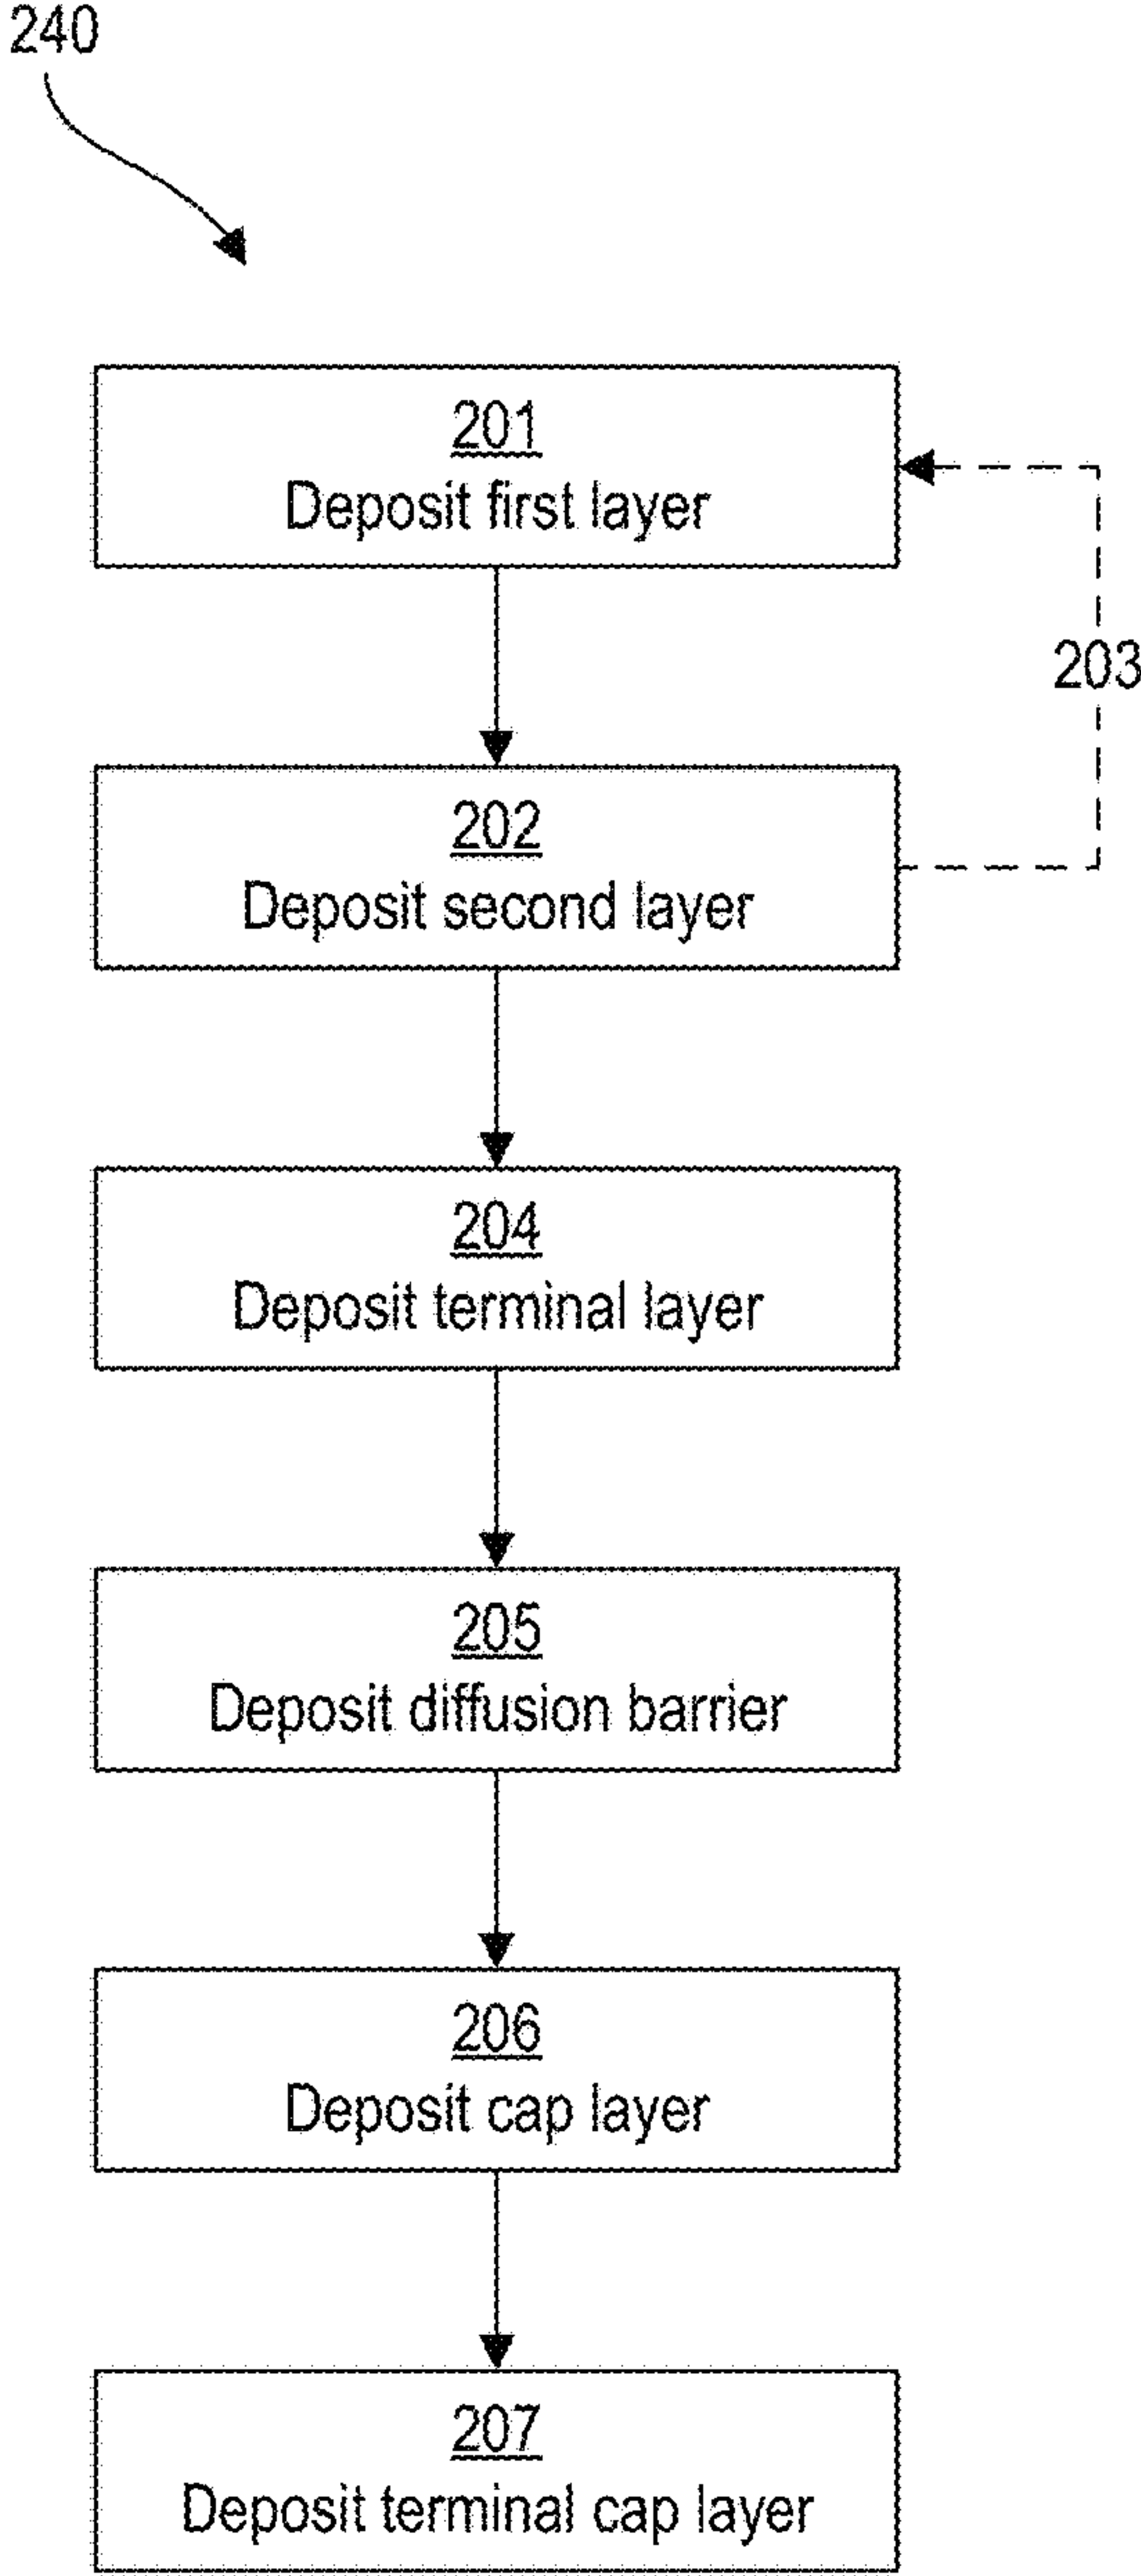 240
201
Deposit first layer
203
202
Deposit second layer
204
Deposit terminal layer
205
Deposit diffusion barrier
206
Deposit cap layer
207
Deposit terminal cap layer